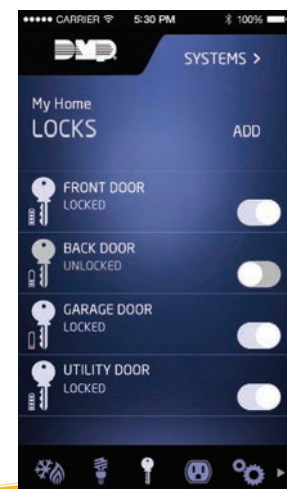 CARRIER 5:30 PM 100%
DMP
SYSTEMS >
My Home
LOCKS ADD
FRONT DOOR
LOCKED
BACK DOOR
UNLOCKED
GARAGE DOOR
LOCKED
UTILITY DOOR
LOCKED